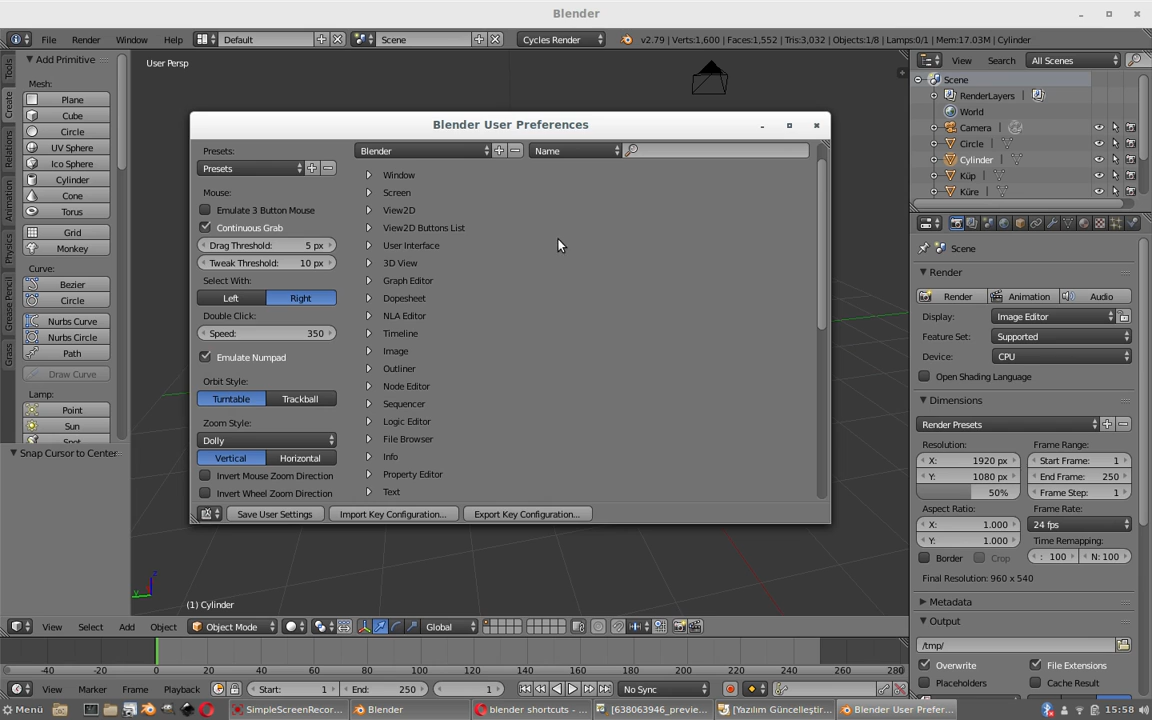 Blender
File Render Window Help Default Scene Cycles Render v2.79 | Verts:1,600 | Faces:1,552 | Tris:3,032 | Objects:1/8 | Lamps:0/1 | Mem:17.03M | Cylinder
Tools
Create
Relations
Animation
Physics
Grease Pencil
Grass
Add Primitive
Mesh:
Plane
Cube
Circle
UV Sphere
Ico Sphere
Cylinder
Cone
Torus
Grid
Monkey
Curve:
Bezier
Circle
Nurbs Curve
Nurbs Circle
Path
Draw Curve
Lamp:
Point
Sun
Spot
Snap Cursor to Center
User Persp
Blender User Preferences
Presets:
Presets
Mouse:
Emulate 3 Button Mouse
Continuous Grab
Drag Threshold: 5 px
Tweak Threshold: 10 px
Select With:
Left Right
Double Click:
Speed: 350
Emulate Numpad
Orbit Style:
Turntable Trackball
Zoom Style:
Dolly
Vertical Horizontal
Invert Mouse Zoom Direction
Invert Wheel Zoom Direction
Blender Name
Window
Screen
View2D
View2D Buttons List
User Interface
3D View
Graph Editor
Dopesheet
NLA Editor
Timeline
Image
Outliner
Node Editor
Sequencer
Logic Editor
File Browser
Info
Property Editor
Text
Save User Settings Import Key Configuration... Export Key Configuration...
z
y
(1) Cylinder
View Select Add Object Mode Global
-40 -20 0 20 40 60 80 100 120 140 160 180 200 220 240 260 280
View Marker Frame Playback Start: 1 End: 250 1 No Sync
View Search All Scenes
Scene
RenderLayers
World
Camera
Circle
Cylinder
Küp
Küre
Scene
Render
Render Animation Audio
Display: Image Editor
Feature Set: Supported
Device: CPU
Open Shading Language
Dimensions
Render Presets
Resolution: Frame Range:
X: 1920 px Start Frame: 1
Y: 1080 px End Frame: 250
50% Frame Step: 1
Aspect Ratio: Frame Rate:
X: 1.000 24 fps
Y: 1.000 Time Remapping:
Border Crop : 100 N: 100
Final Resolution: 960 x 540
Metadata
Output
/tmp/
Overwrite File Extensions
Placeholders Cache Result
Menü SimpleScreenRecor... Blender blender shortcuts - ... [638063946_previe... [Yazılım Güncelleştir... Blender User Prefer... 15:58